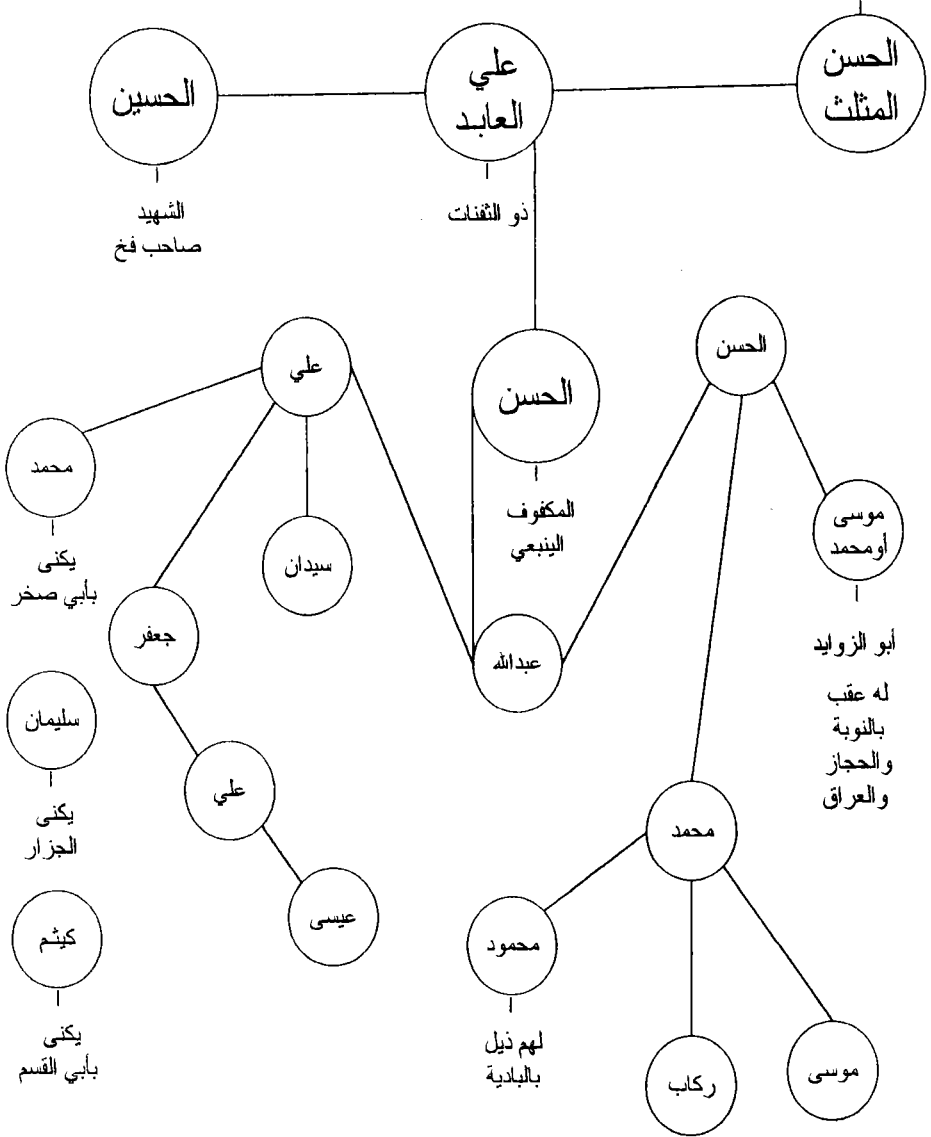 الحسن
المثلث
علي
العابد
ذو الثفنات
الحسين
الشهيد
صاحب فخ
الحسن
المكفوف
الينبعي
عبدالله
الحسن
موسى
أومحمد
أبو الزوايد
له عقب
بالنوبة
والحجاز
والعراق
محمد
موسى
ركاب
محمود
لهم ذيل
بالبادية
علي
سيدان
جعفر
علي
عيسى
محمد
يكنى
بأبي صخر
سليمان
يكنى
الجزار
كيثم
يكنى
بأبي القسم